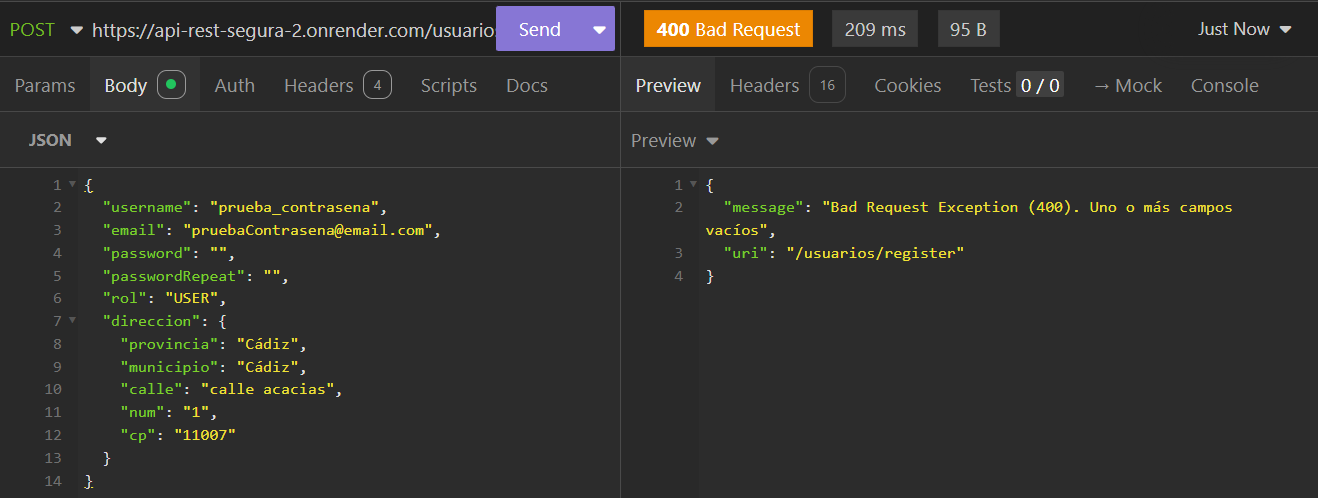 POST https://api-rest-segura-2.onrender.com/usuarios Send
Params Body Auth Headers 4 Scripts Docs
JSON
1 {
2 "username": "prueba_contrasena",
3 "email": "pruebaContrasena@email.com",
4 "password": "",
5 "passwordRepeat": "",
6 "rol": "USER",
7 "direccion": {
8 "provincia": "Cádiz",
9 "municipio": "Cádiz",
10 "calle": "calle acacias",
11 "num": "1",
12 "cp": "11007"
13 }
14 }
400 Bad Request 209 ms 95 B Just Now
Preview Headers 16 Cookies Tests 0 / 0 → Mock Console
Preview
1 {
2 "message": "Bad Request Exception (400). Uno o más campos
vacíos",
3 "uri": "/usuarios/register"
4 }